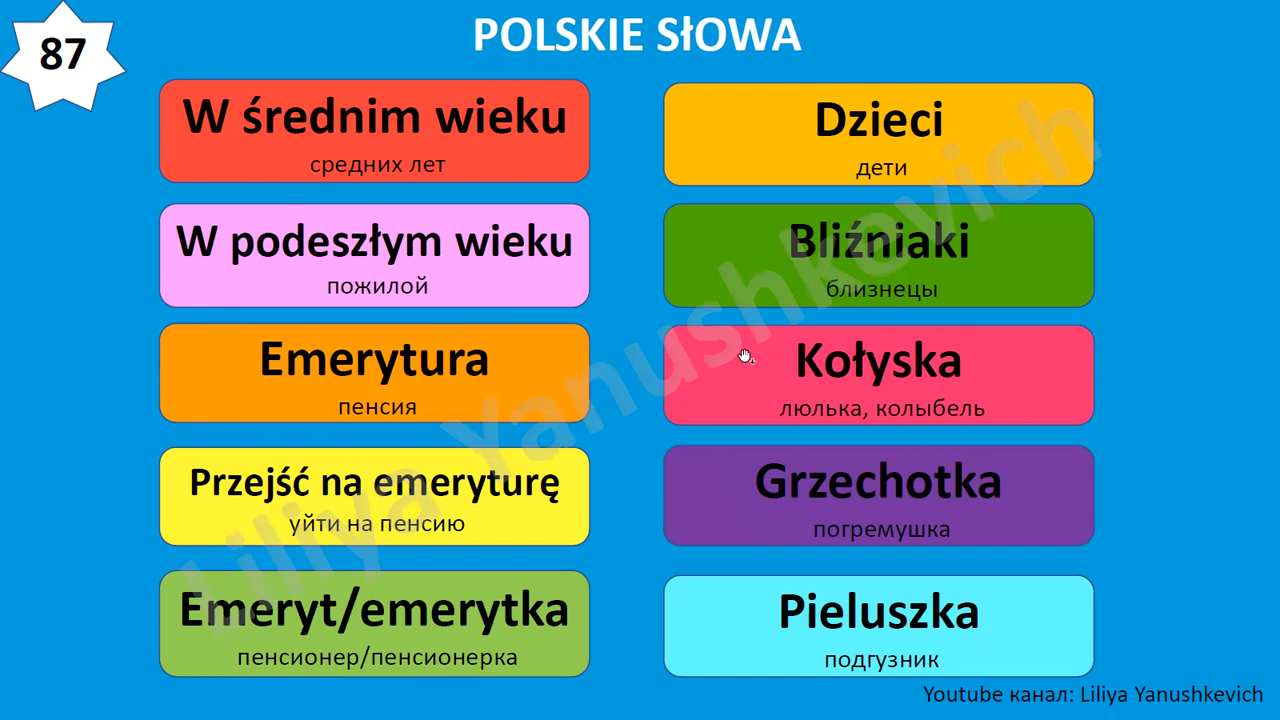 87
POLSKIE SŁOWA
W średnim wieku
средних лет
W podeszłym wieku
пожилой
Emerytura
пенсия
Przejść na emeryturę
уйти на пенсию
Emeryt/emerytka
пенсионер/пенсионерка
Dzieci
дети
Bliźniaki
близнецы
Kołyska
люлька, колыбель
Grzechotka
погремушка
Pieluszka
подгузник
Liliya Yanushkevich
Youtube канал: Liliya Yanushkevich